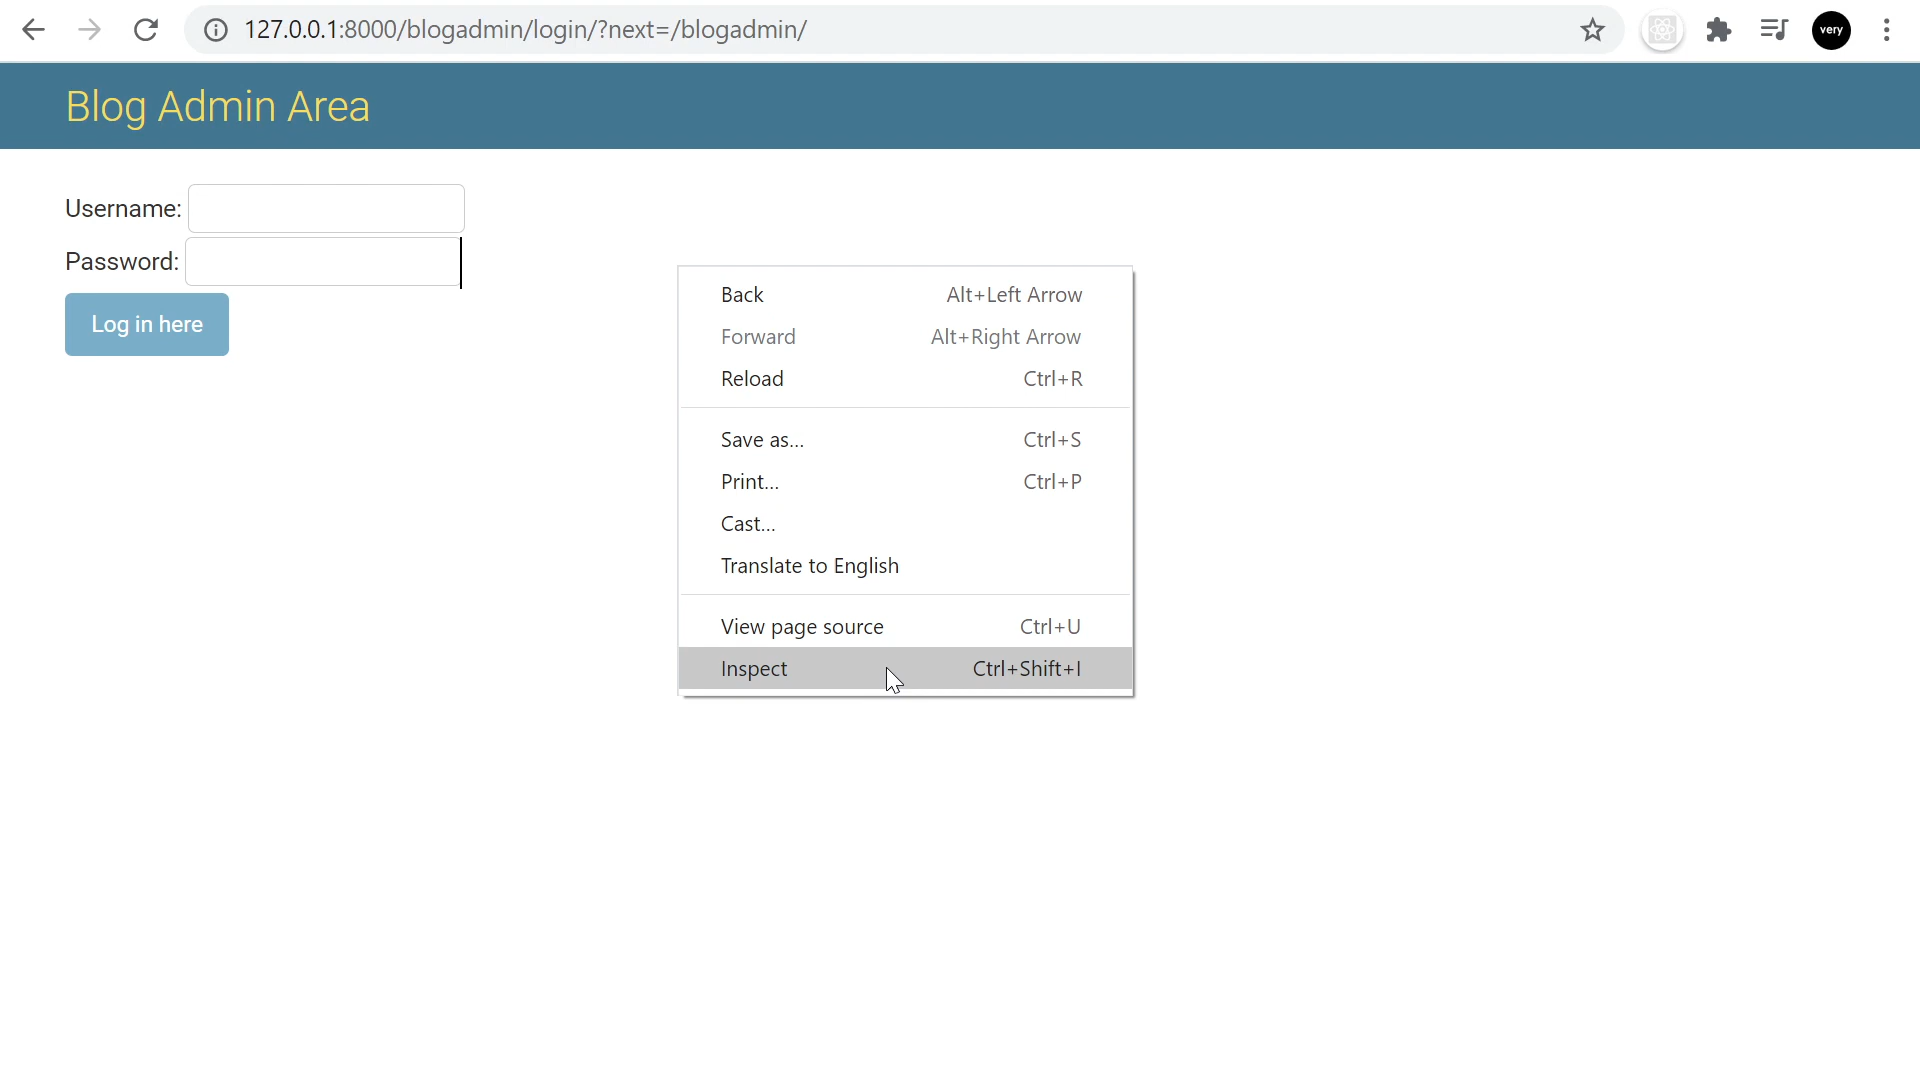 127.0.0.1:8000/blogadmin/login/?next=/blogadmin/
very
Blog Admin Area
Username:
Password:
Log in here
Back Alt+Left Arrow
Forward Alt+Right Arrow
Reload Ctrl+R
Save as... Ctrl+S
Print... Ctrl+P
Cast...
Translate to English
View page source Ctrl+U
Inspect Ctrl+Shift+I